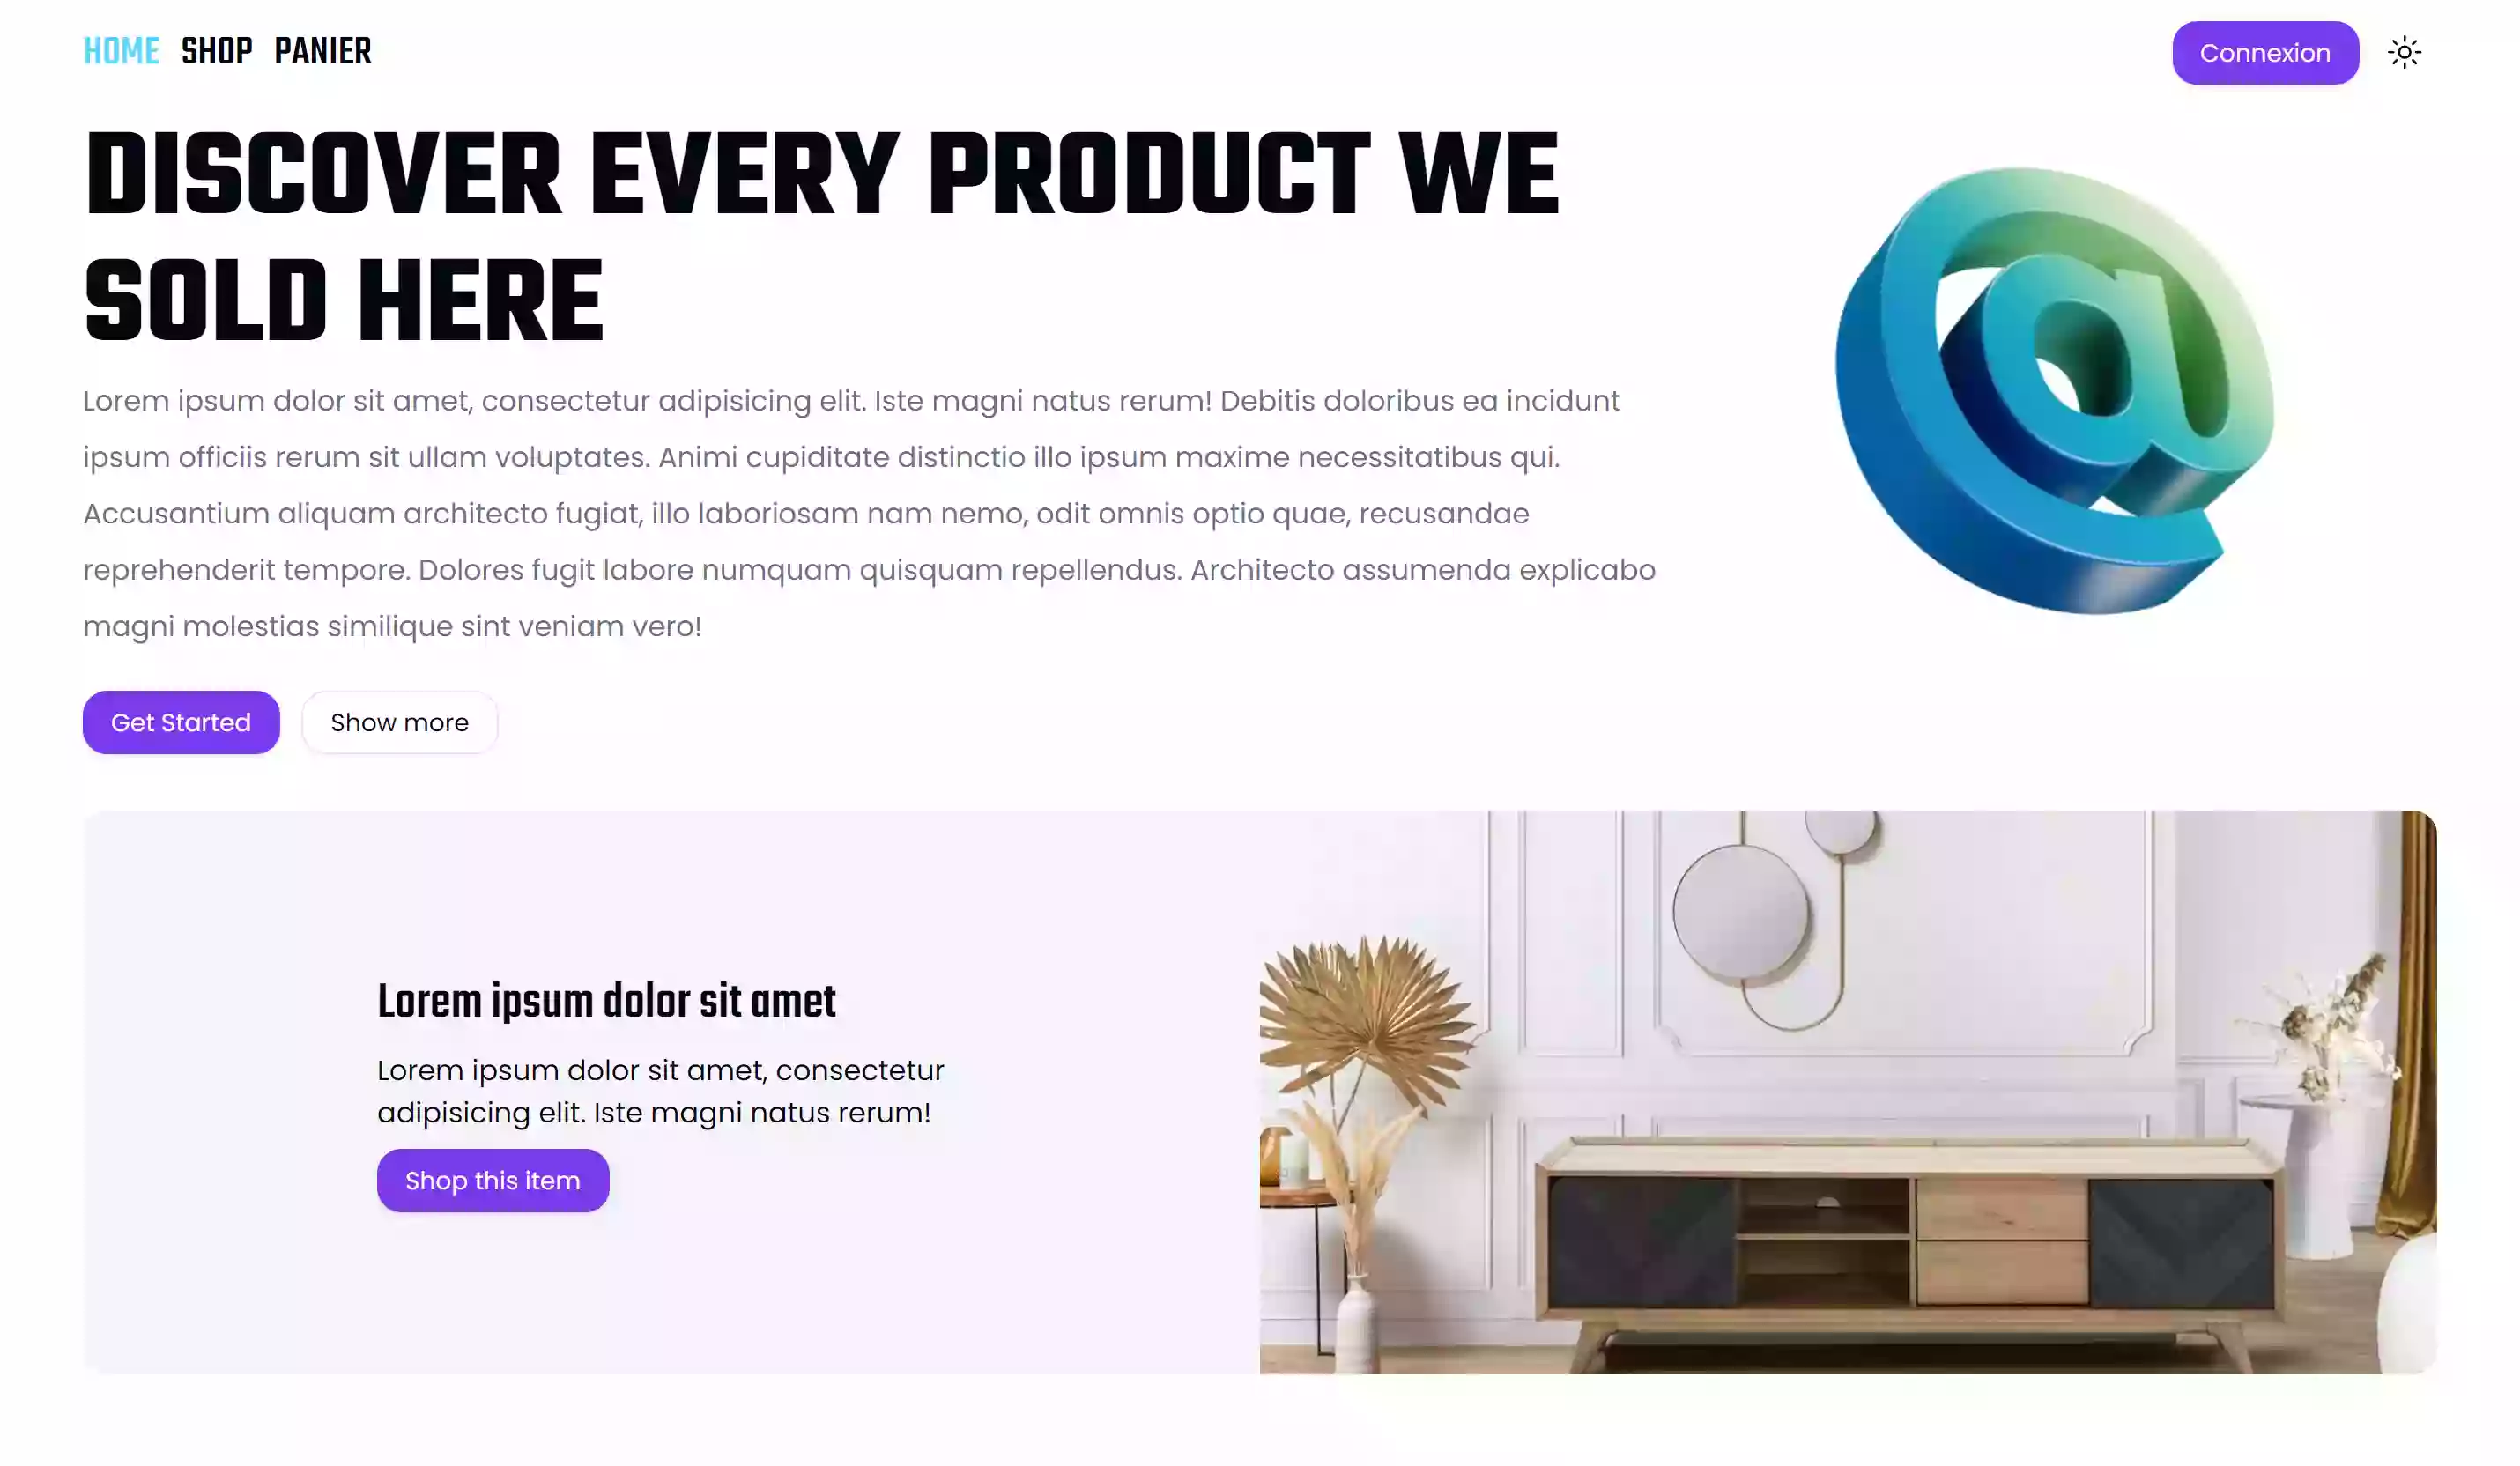 HOME SHOP PANIER
Connexion
DISCOVER EVERY PRODUCT WE
SOLD HERE
Lorem ipsum dolor sit amet, consectetur adipisicing elit. Iste magni natus rerum! Debitis doloribus ea incidunt
ipsum officiis rerum sit ullam voluptates. Animi cupiditate distinctio illo ipsum maxime necessitatibus qui.
Accusantium aliquam architecto fugiat, illo laboriosam nam nemo, odit omnis optio quae, recusandae
reprehenderit tempore. Dolores fugit labore numquam quisquam repellendus. Architecto assumenda explicabo
magni molestias similique sint veniam vero!
@
Get Started
Show more
Lorem ipsum dolor sit amet
Lorem ipsum dolor sit amet, consectetur
adipisicing elit. Iste magni natus rerum!
Shop this item